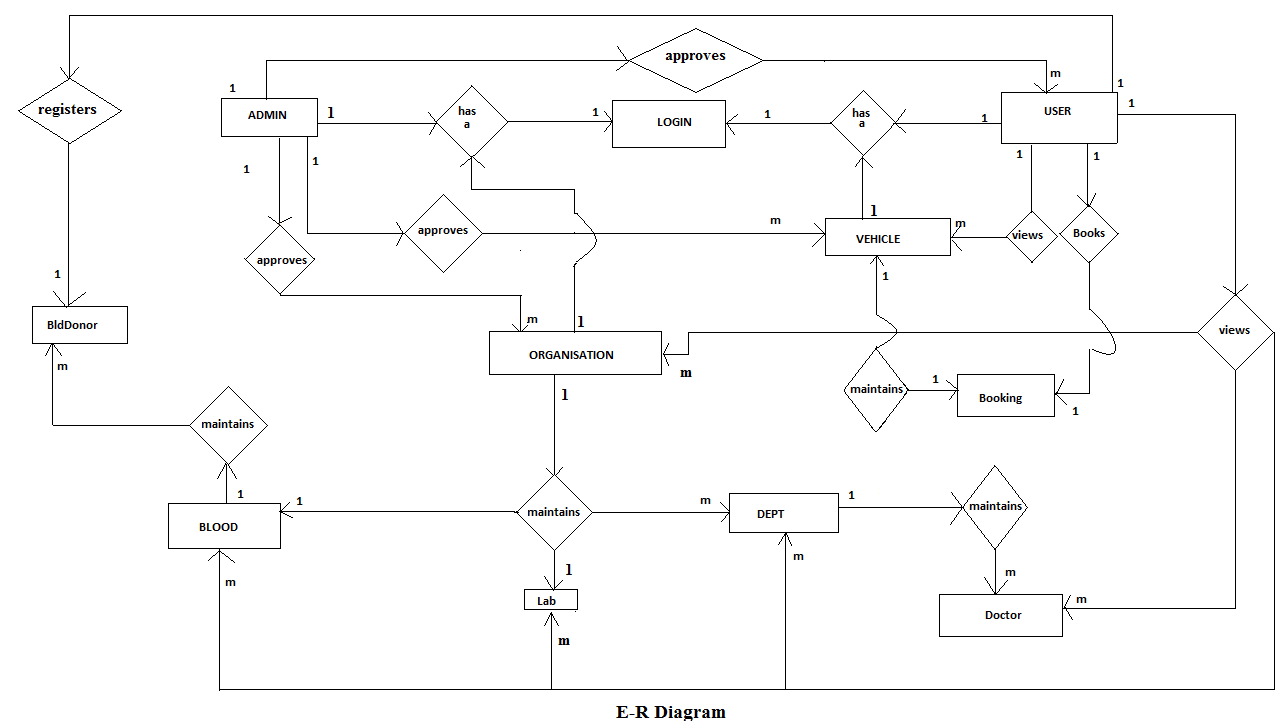 approves
m
1
1
registers
ADMIN
1
has
a
1
LOGIN
1
has
a
1
USER
1
1
1
1
1
1
approves
m
VEHICLE
1
m
views
Books
approves
1
1
BldDonor
m
1
ORGANISATION
m
views
m
1
maintains
1
Booking
1
maintains
1
BLOOD
1
maintains
m
DEPT
1
maintains
m
1
Lab
m
m
m
Doctor
m
E-R Diagram